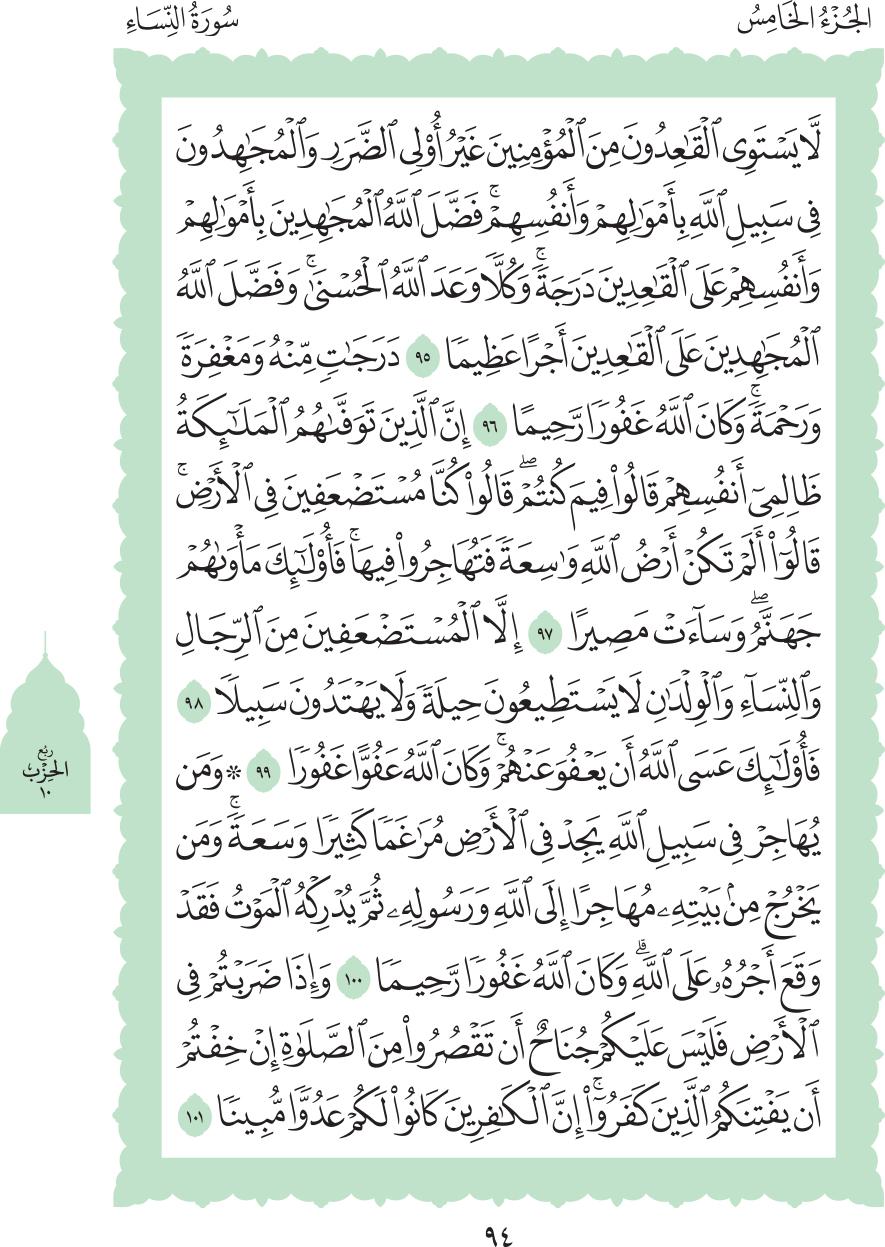 الجُزْءُ الخَامِسُ
سُورَةُ النِّسَاءِ
لَّا يَسْتَوِى ٱلْقَٰعِدُونَ مِنَ ٱلْمُؤْمِنِينَ غَيْرُ أُو۟لِى ٱلضَّرَرِ وَٱلْمُجَٰهِدُونَ
فِى سَبِيلِ ٱللَّهِ بِأَمْوَٰلِهِمْ وَأَنفُسِهِمْ ۚ فَضَّلَ ٱللَّهُ ٱلْمُجَٰهِدِينَ بِأَمْوَٰلِهِمْ
وَأَنفُسِهِمْ عَلَى ٱلْقَٰعِدِينَ دَرَجَةً ۚ وَكُلًّا وَعَدَ ٱللَّهُ ٱلْحُسْنَىٰ ۚ وَفَضَّلَ ٱللَّهُ
ٱلْمُجَٰهِدِينَ عَلَى ٱلْقَٰعِدِينَ أَجْرًا عَظِيمًا ٩٥ دَرَجَٰتٍ مِّنْهُ وَمَغْفِرَةً
وَرَحْمَةً ۚ وَكَانَ ٱللَّهُ غَفُورًا رَّحِيمًا ٩٦ إِنَّ ٱلَّذِينَ تَوَفَّىٰهُمُ ٱلْمَلَٰٓئِكَةُ
ظَالِمِىٓ أَنفُسِهِمْ قَالُوا۟ فِيمَ كُنتُمْ ۖ قَالُوا۟ كُنَّا مُسْتَضْعَفِينَ فِى ٱلْأَرْضِ ۚ
قَالُوٓا۟ أَلَمْ تَكُنْ أَرْضُ ٱللَّهِ وَٰسِعَةً فَتُهَاجِرُوا۟ فِيهَا ۚ فَأُو۟لَٰٓئِكَ مَأْوَىٰهُمْ
جَهَنَّمُ ۖ وَسَآءَتْ مَصِيرًا ٩٧ إِلَّا ٱلْمُسْتَضْعَفِينَ مِنَ ٱلرِّجَالِ
وَٱلنِّسَآءِ وَٱلْوِلْدَٰنِ لَا يَسْتَطِيعُونَ حِيلَةً وَلَا يَهْتَدُونَ سَبِيلًا ٩٨
فَأُو۟لَٰٓئِكَ عَسَى ٱللَّهُ أَن يَعْفُوَ عَنْهُمْ ۚ وَكَانَ ٱللَّهُ عَفُوًّا غَفُورًا ٩٩ * وَمَن
يُهَاجِرْ فِى سَبِيلِ ٱللَّهِ يَجِدْ فِى ٱلْأَرْضِ مُرَٰغَمًا كَثِيرًا وَسَعَةً ۚ وَمَن
يَخْرُجْ مِنۢ بَيْتِهِۦ مُهَاجِرًا إِلَى ٱللَّهِ وَرَسُولِهِۦ ثُمَّ يُدْرِكْهُ ٱلْمَوْتُ فَقَدْ
وَقَعَ أَجْرُهُۥ عَلَى ٱللَّهِ ۗ وَكَانَ ٱللَّهُ غَفُورًا رَّحِيمًا ١٠٠ وَإِذَا ضَرَبْتُمْ فِى
ٱلْأَرْضِ فَلَيْسَ عَلَيْكُمْ جُنَاحٌ أَن تَقْصُرُوا۟ مِنَ ٱلصَّلَوٰةِ إِنْ خِفْتُمْ
أَن يَفْتِنَكُمُ ٱلَّذِينَ كَفَرُوٓا۟ ۚ إِنَّ ٱلْكَٰفِرِينَ كَانُوا۟ لَكُمْ عَدُوًّا مُّبِينًا ١٠١
رُبْع
الحِزْب
١٠
٩٤